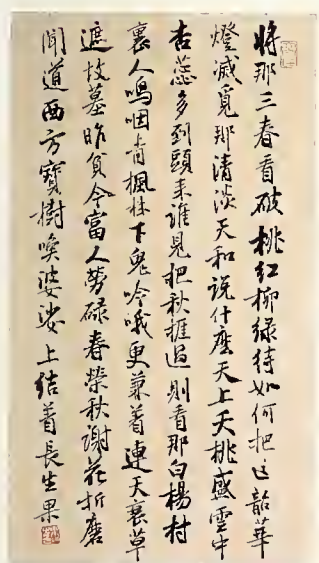 將那三春看破桃紅柳綠待如何把这韶華
燈滅覓那清淡天和說什麽天上夭桃盛雲中
杏蕊多到頭來誰見把秋捱過則看那白楊村
裏人嗚咽青楓林下鬼吟哦更兼着連天衰草
遮坟墓昨貧今富人勞碌春榮秋謝花折磨
聞道西方寶樹喚婆娑上結着長生果